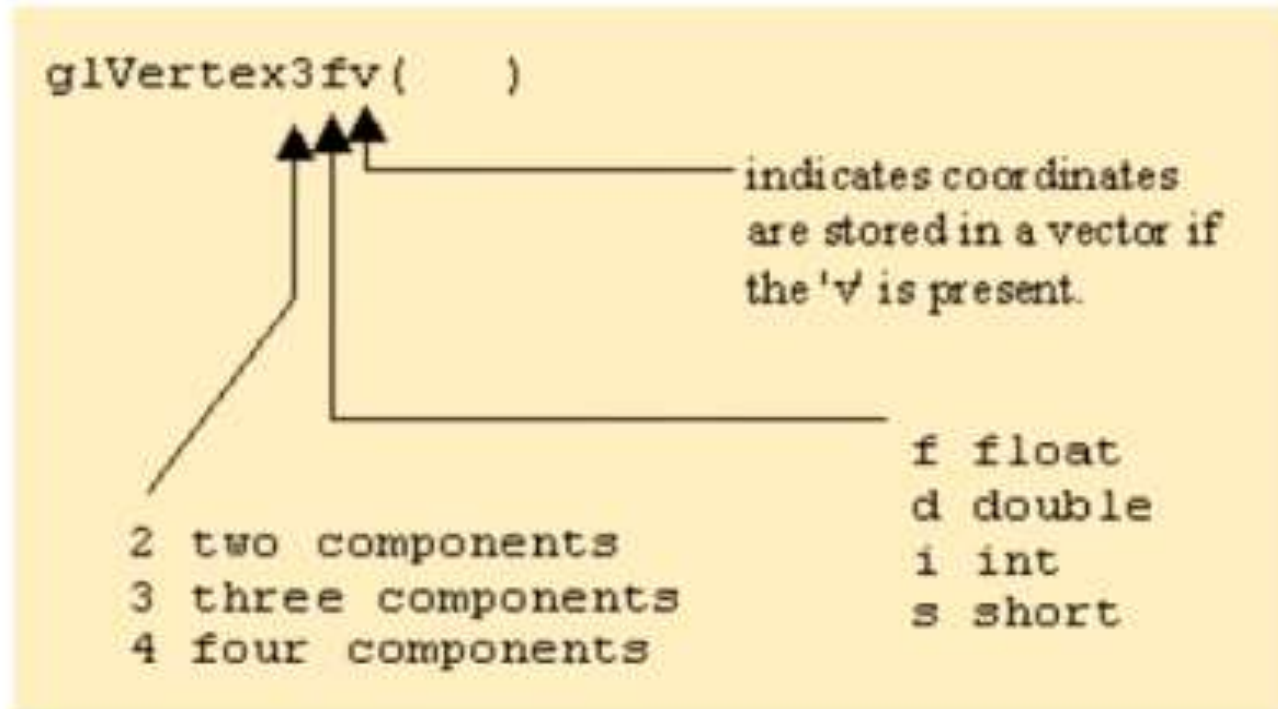 glVertex3fv(   )
indicates coordinates
are stored in a vector if
the 'v' is present.
f float
d double
i int
s short
2 two components
3 three components
4 four components